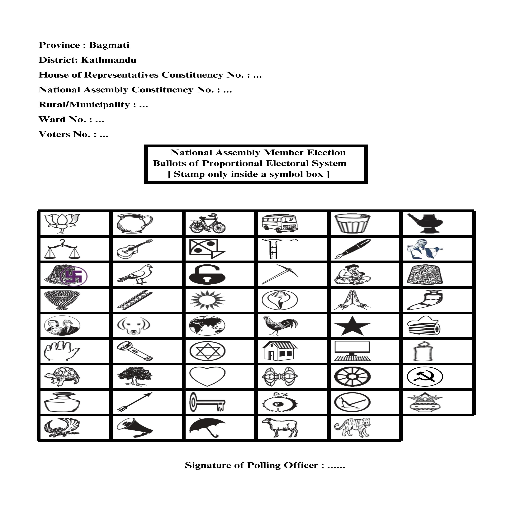 Province : Bagmati
District: Kathmandu
House of Representatives Constituency No. : ...
National Assembly Constituency No. : ...
Rural/Municipality : ...
Ward No. : ...
Voters No. : ...
National Assembly Member Election
Ballots of Proportional Electoral System
[ Stamp only inside a symbol box ]
Signature of Polling Officer : ......